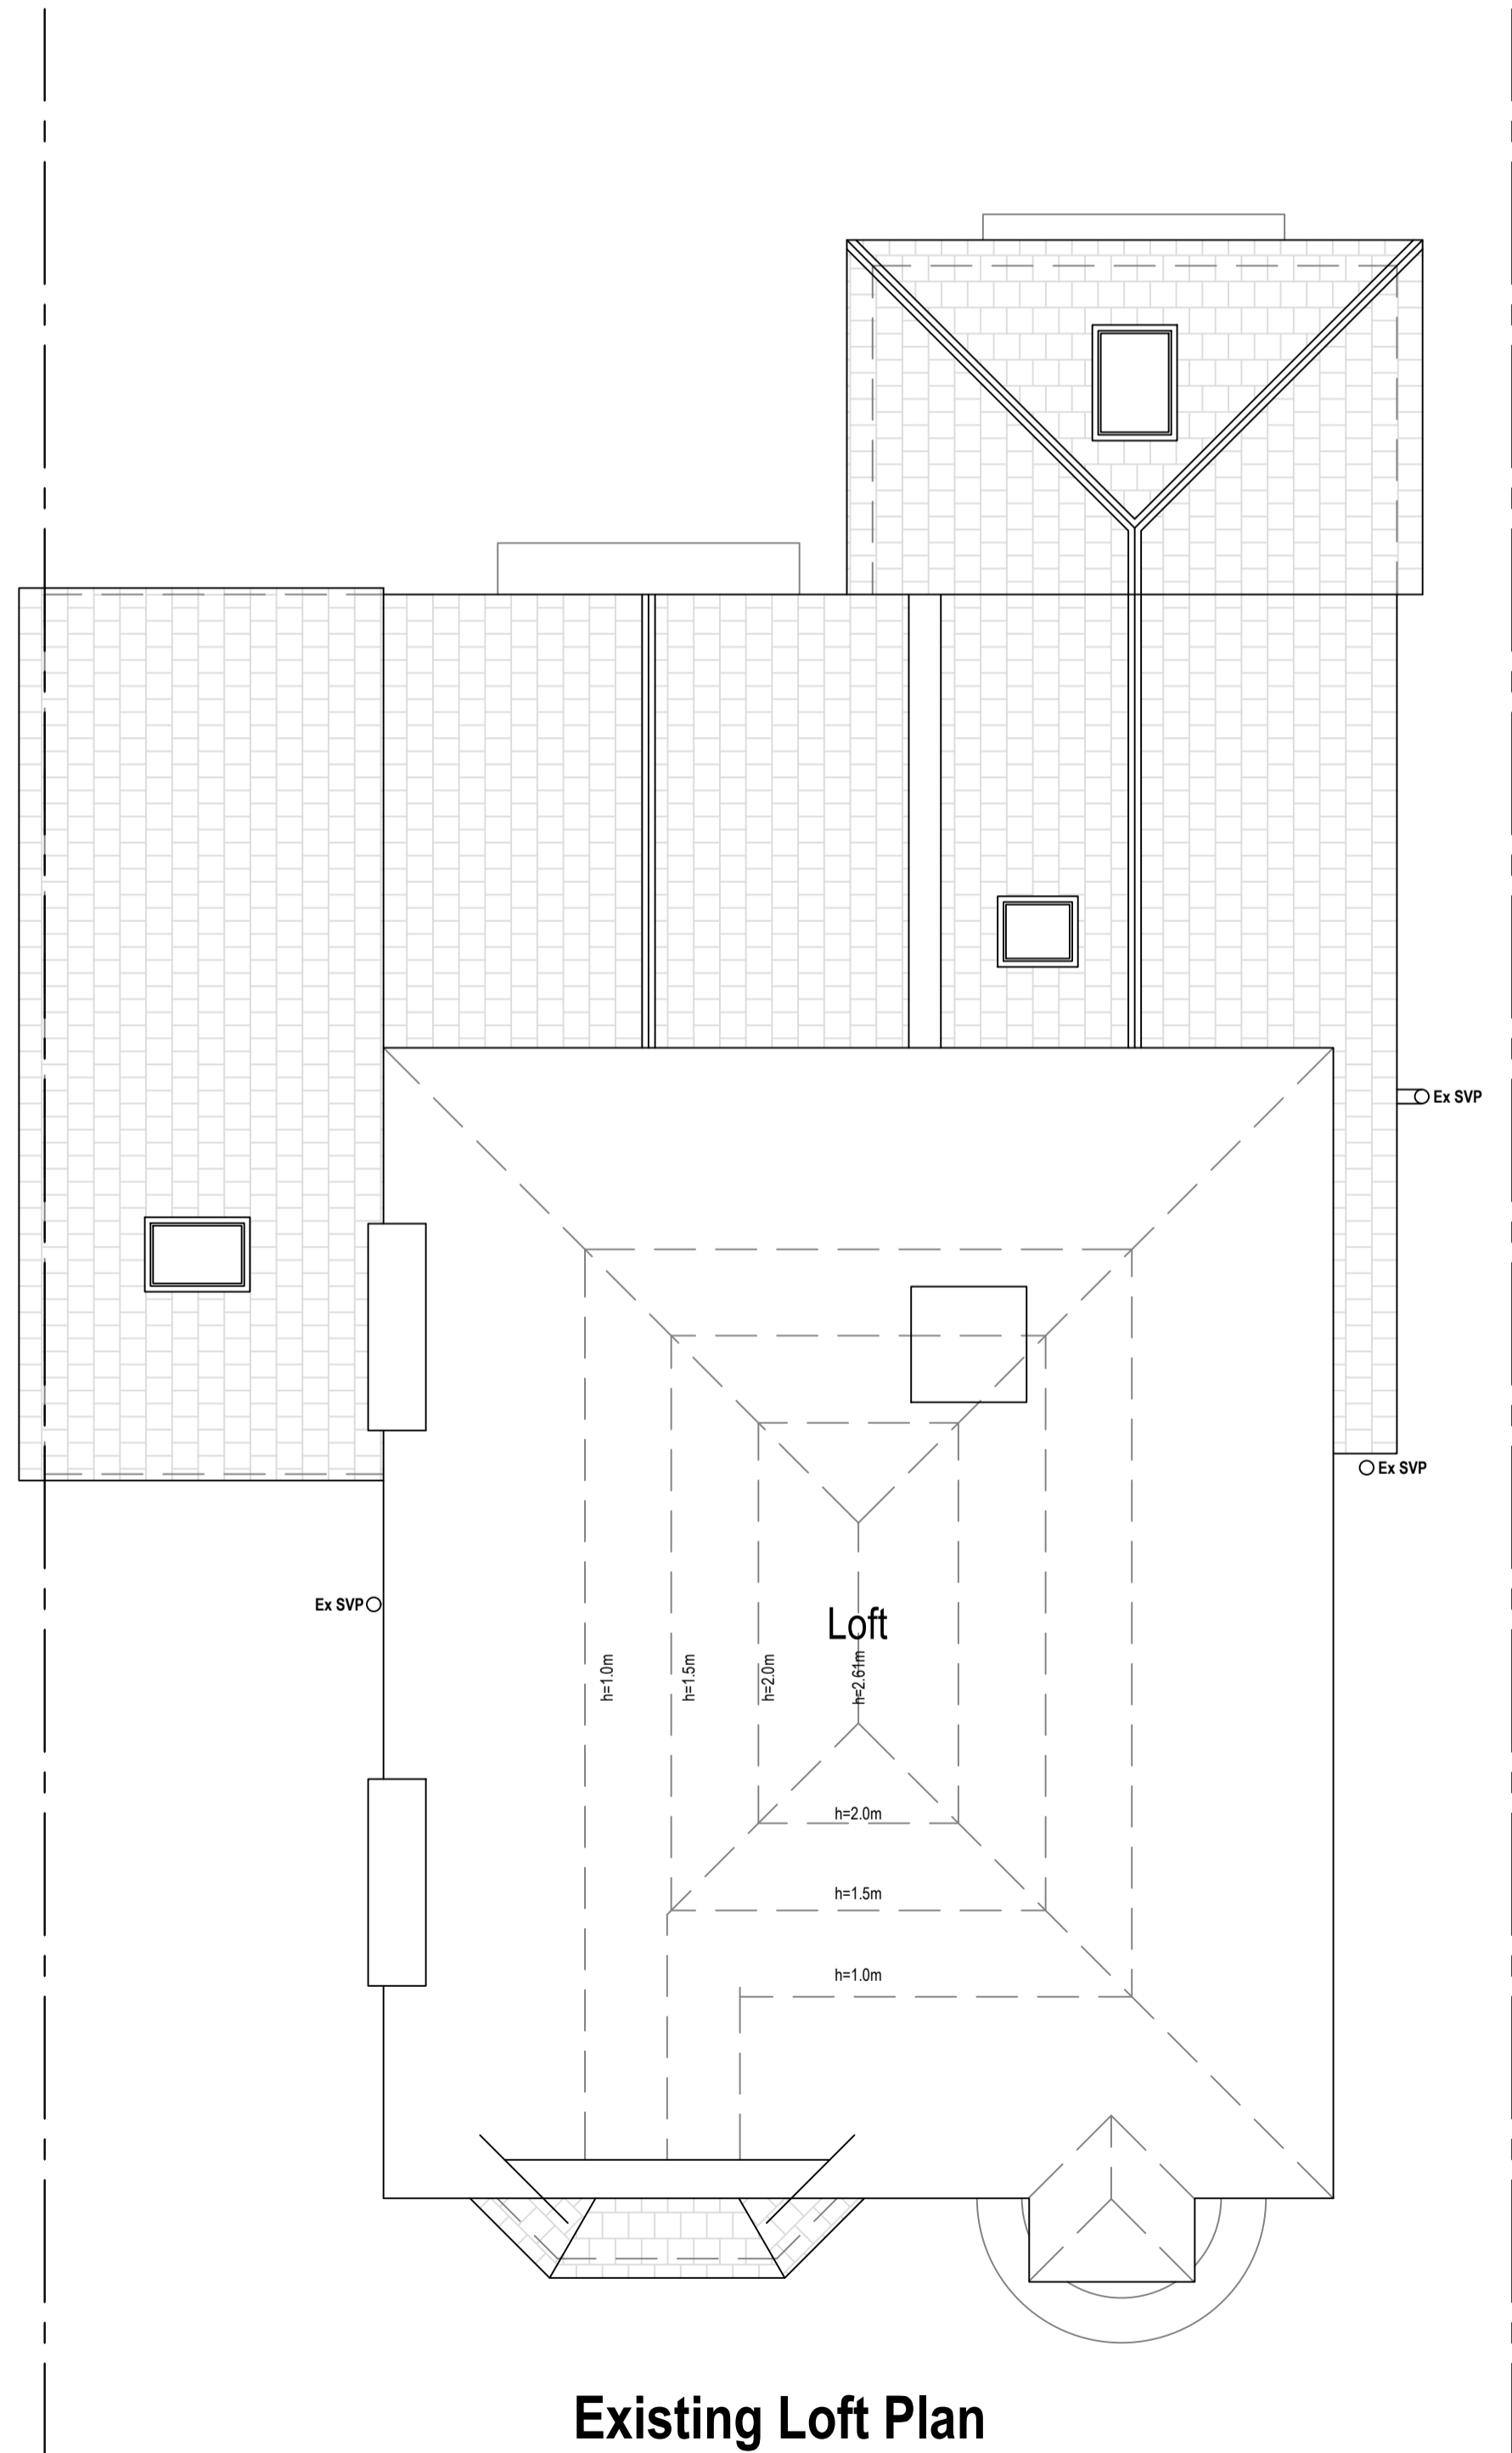 Ex SVP
Ex SVP
Ex SVP
Loft
h=1.0m
h=1.5m
h=2.0m
h=2.61m
h=2.0m
h=1.5m
h=1.0m
Existing Loft Plan